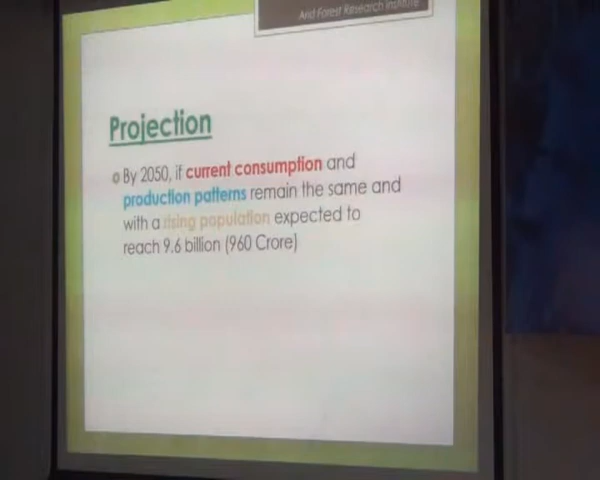 Arid Forest Research Institute
Projection
By 2050, if current consumption and
production patterns remain the same and
with a rising population expected to
reach 9.6 billion (960 Crore)